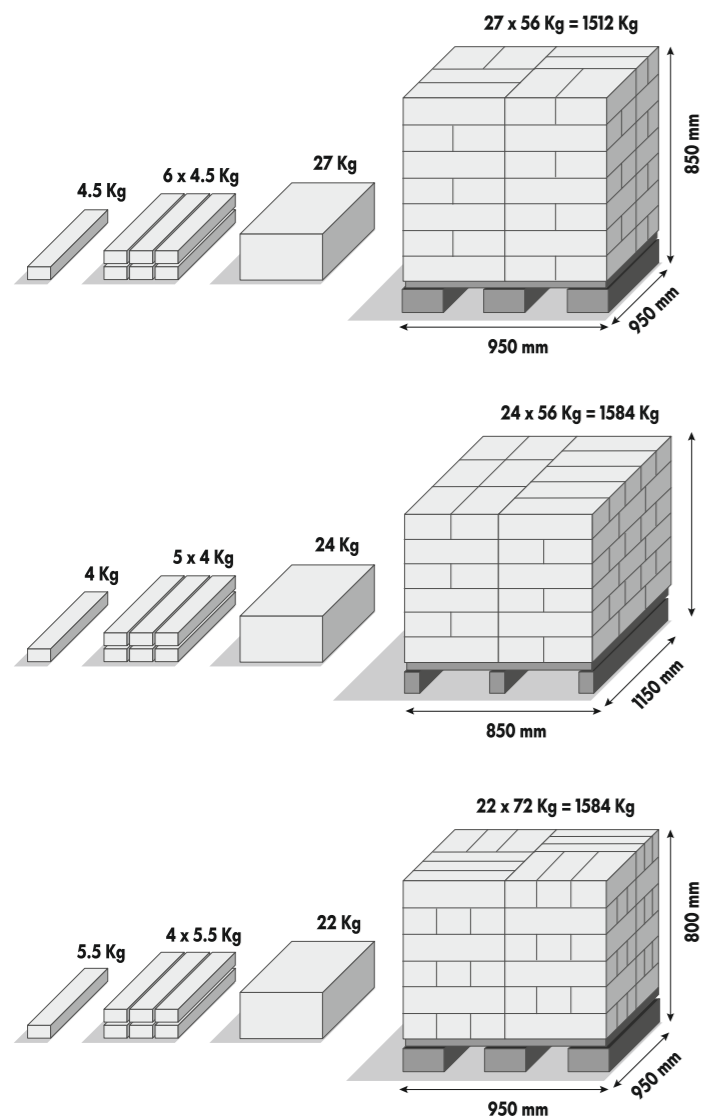 27 x 56 Kg = 1512 Kg
4.5 Kg
6 x 4.5 Kg
27 Kg
850 mm
950 mm
950 mm
24 x 56 Kg = 1584 Kg
4 Kg
5 x 4 Kg
24 Kg
1150 mm
850 mm
22 x 72 Kg = 1584 Kg
5.5 Kg
4 x 5.5 Kg
22 Kg
800 mm
950 mm
950 mm